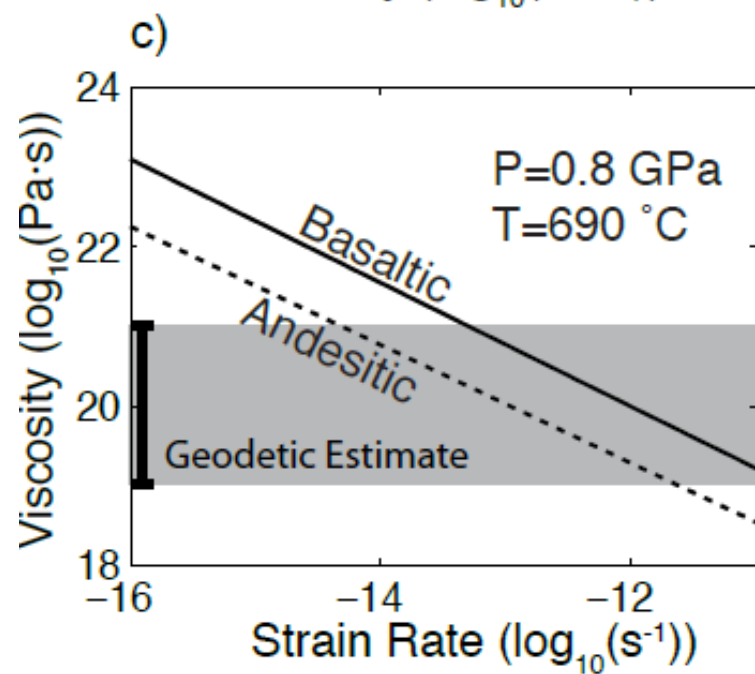 c)
24
22
20
18
Viscosity (log₁₀(Pa·s))
P=0.8 GPa
T=690 ˚C
Basaltic
Andesitic
Geodetic Estimate
−16
−14
−12
Strain Rate (log₁₀(s⁻¹))